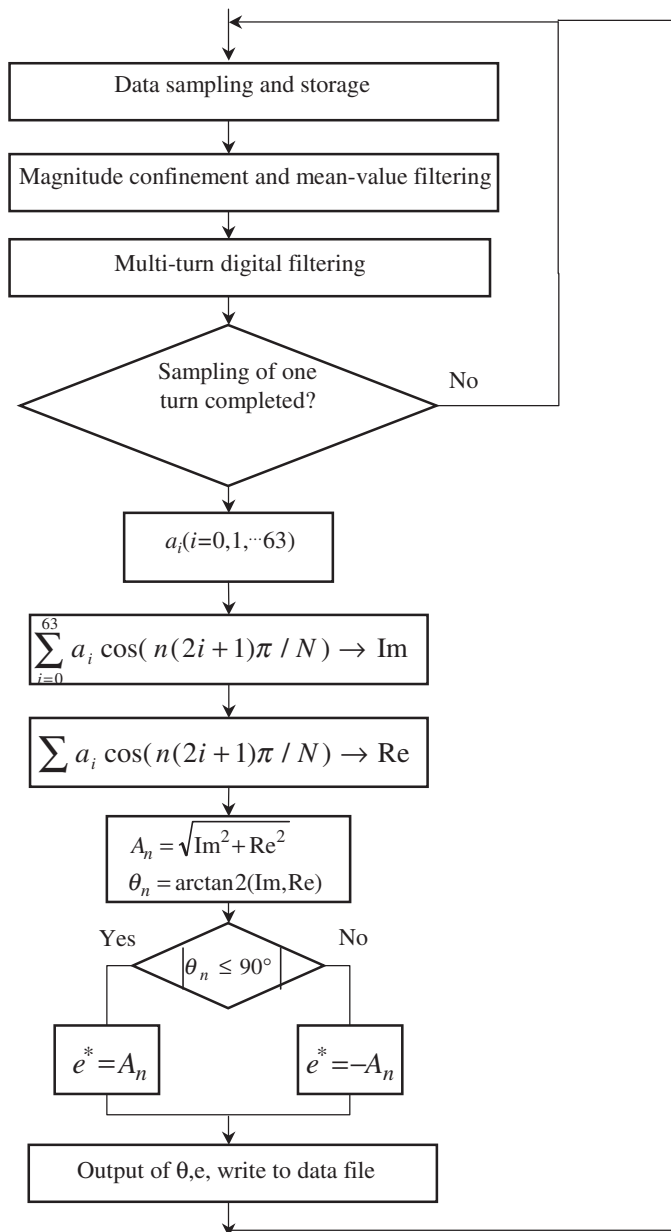 Data sampling and storage
Magnitude confinement and mean-value filtering
Multi-turn digital filtering
Sampling of one
turn completed?
No
a_i(i=0,1,···63)
∑_{i=0}^{63} a_i cos( n(2i + 1)π / N) → Im
∑ a_i cos(n(2i + 1)π / N) → Re
A_n = √(Im² + Re²)
θ_n = arctan2(Im,Re)
Yes
No
|θ_n ≤ 90°|
e* = A_n
e* = −A_n
Output of θ,e, write to data file